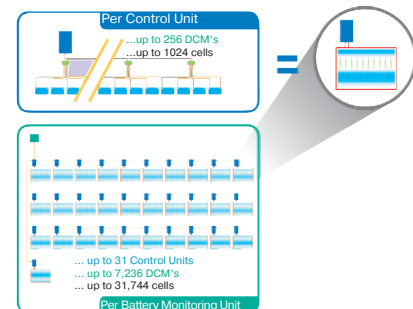 Per Control Unit
...up to 256 DCM's
...up to 1024 cells
... up to 31 Control Units
... up to 7,236 DCM's
... up to 31,744 cells
Per Battery Monitoring Unit